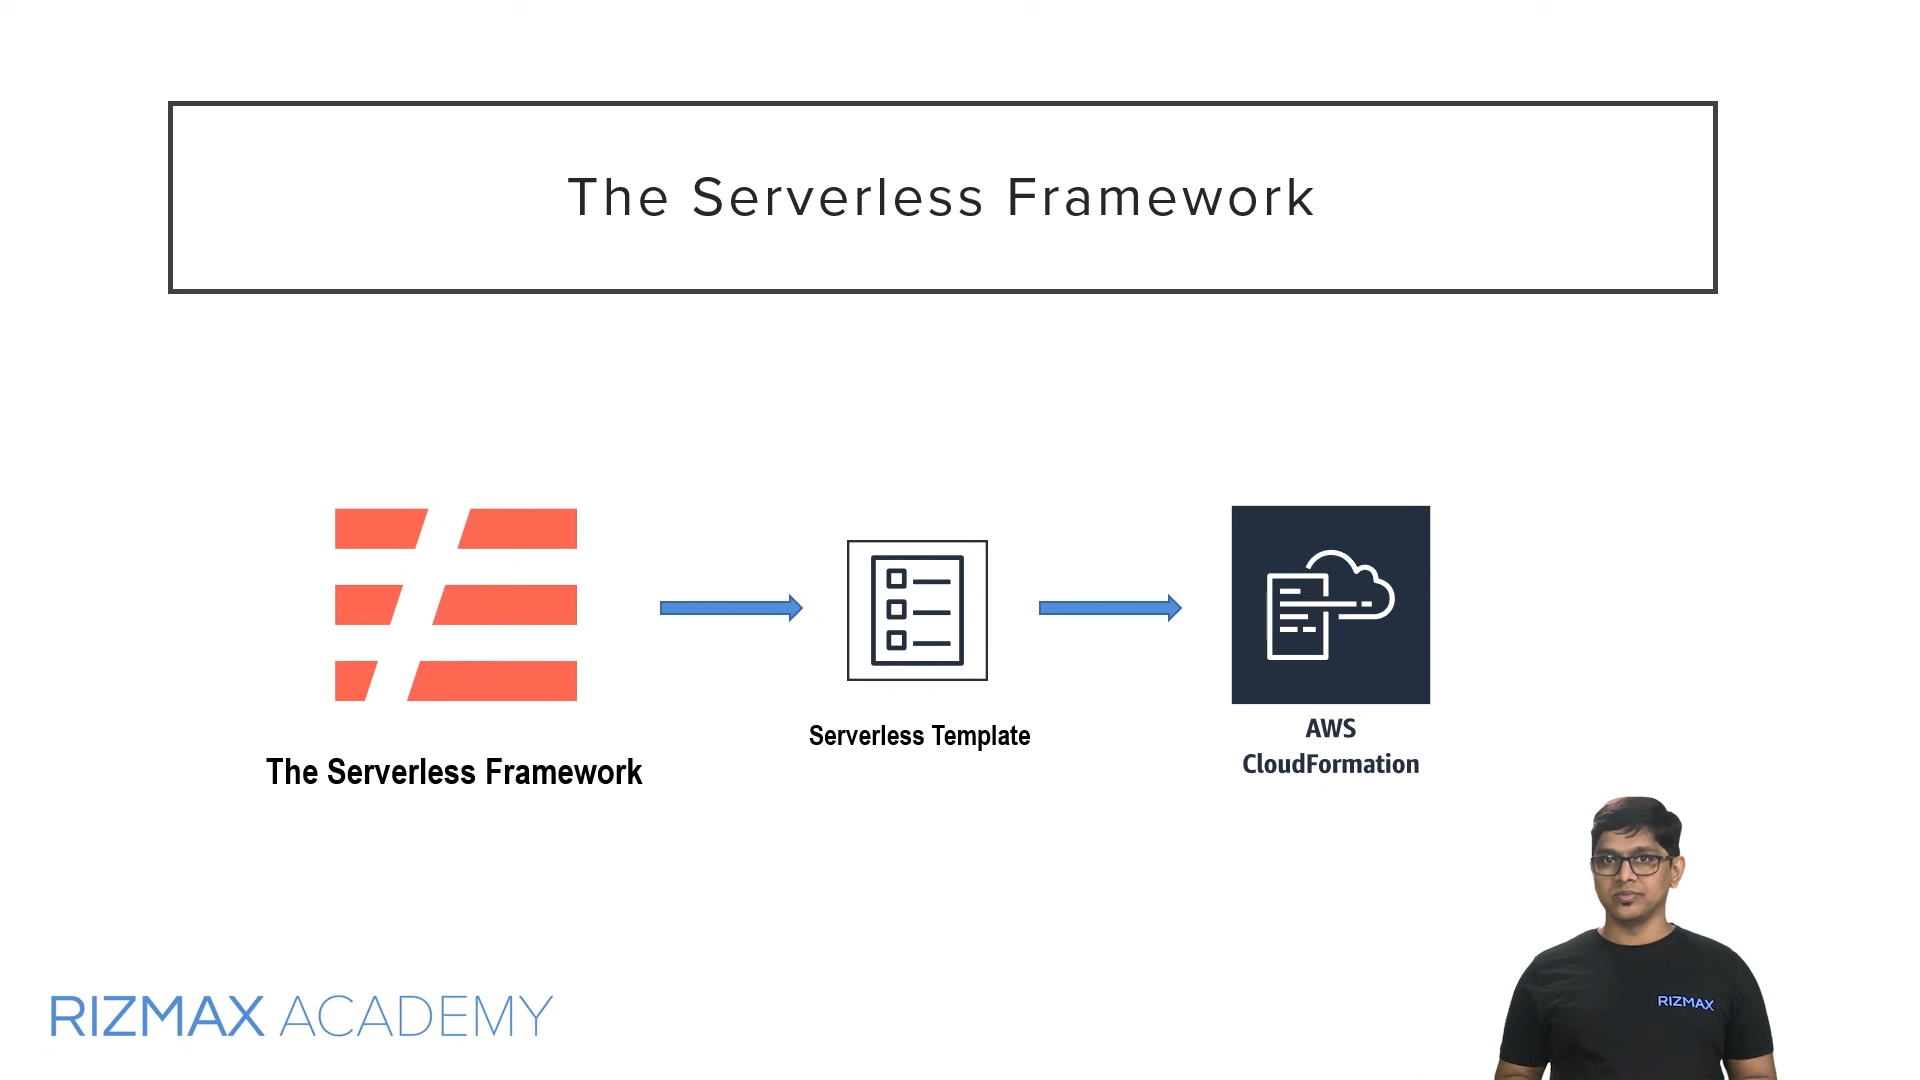 The Serverless Framework
The Serverless Framework
Serverless Template
AWS
CloudFormation
RIZMAX
RIZMAX ACADEMY